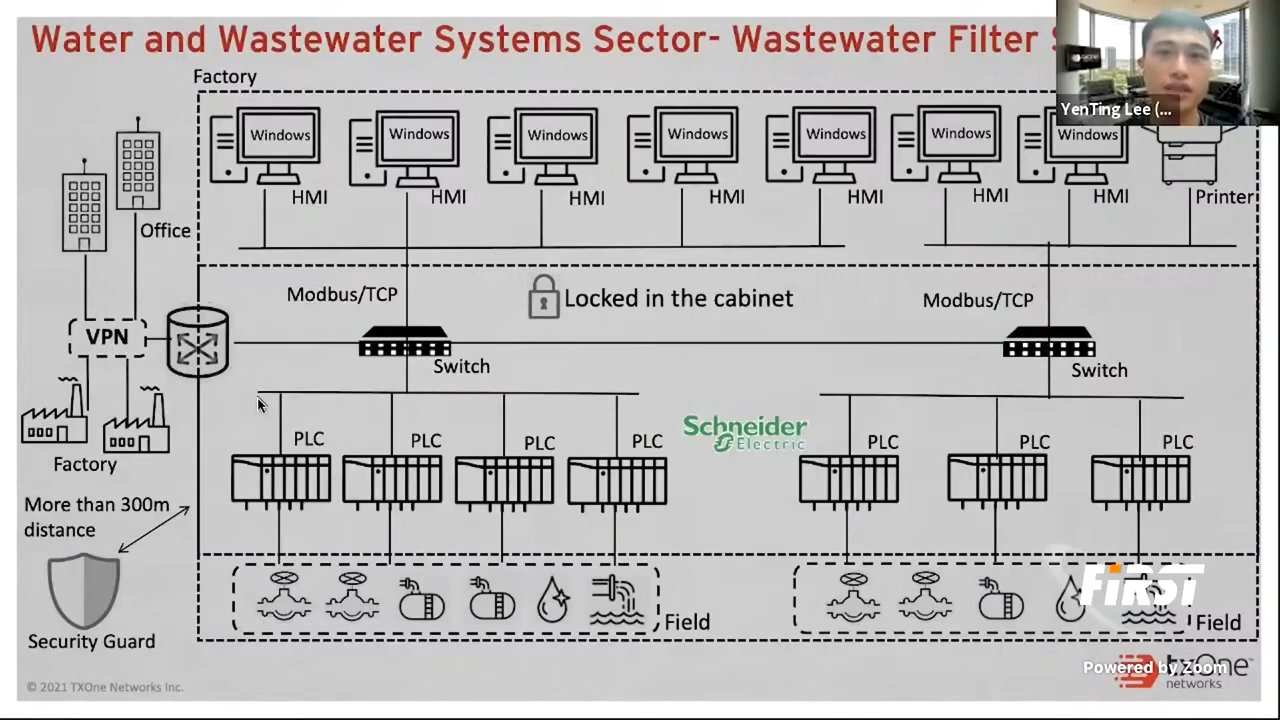 Water and Wastewater Systems Sector- Wastewater Filter
YenTing Lee (...
Factory
Windows
Windows
Windows
Windows
Windows
Windows
Windows
HMI
HMI
HMI
HMI
HMI
HMI
HMI
Printer
Office
Modbus/TCP
Locked in the cabinet
Modbus/TCP
VPN
Switch
Switch
Schneider
Electric
PLC
PLC
PLC
PLC
PLC
PLC
PLC
Factory
More than 300m
distance
FiRST
Field
Field
Security Guard
Powered by Zoom
txOne
networks
© 2021 TXOne Networks Inc.